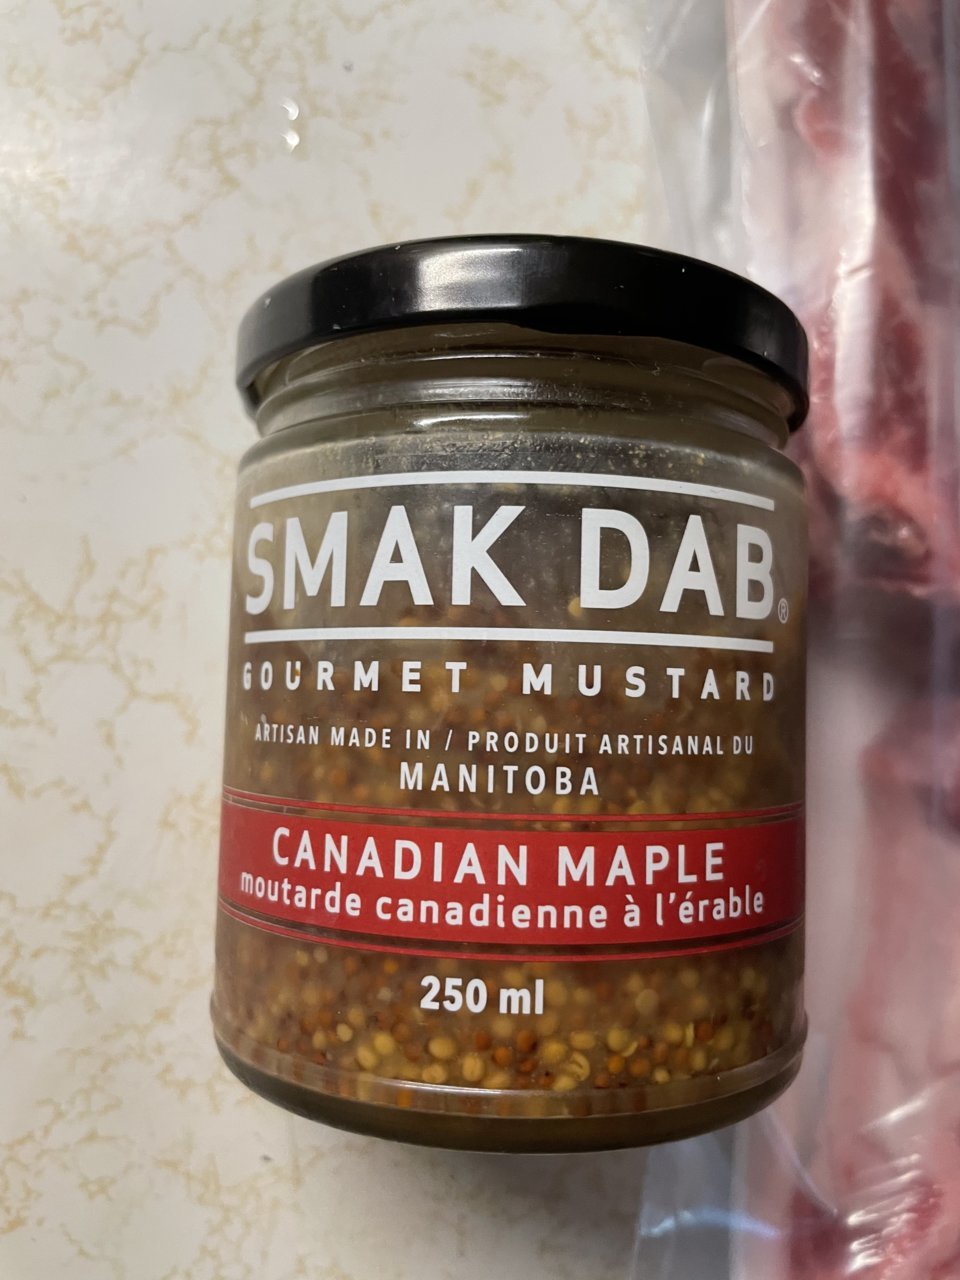 SMAK DAB®
GOURMET MUSTARD
ARTISAN MADE IN / PRODUIT ARTISANAL DU
MANITOBA
CANADIAN MAPLE
moutarde canadienne à l'érable
250 ml